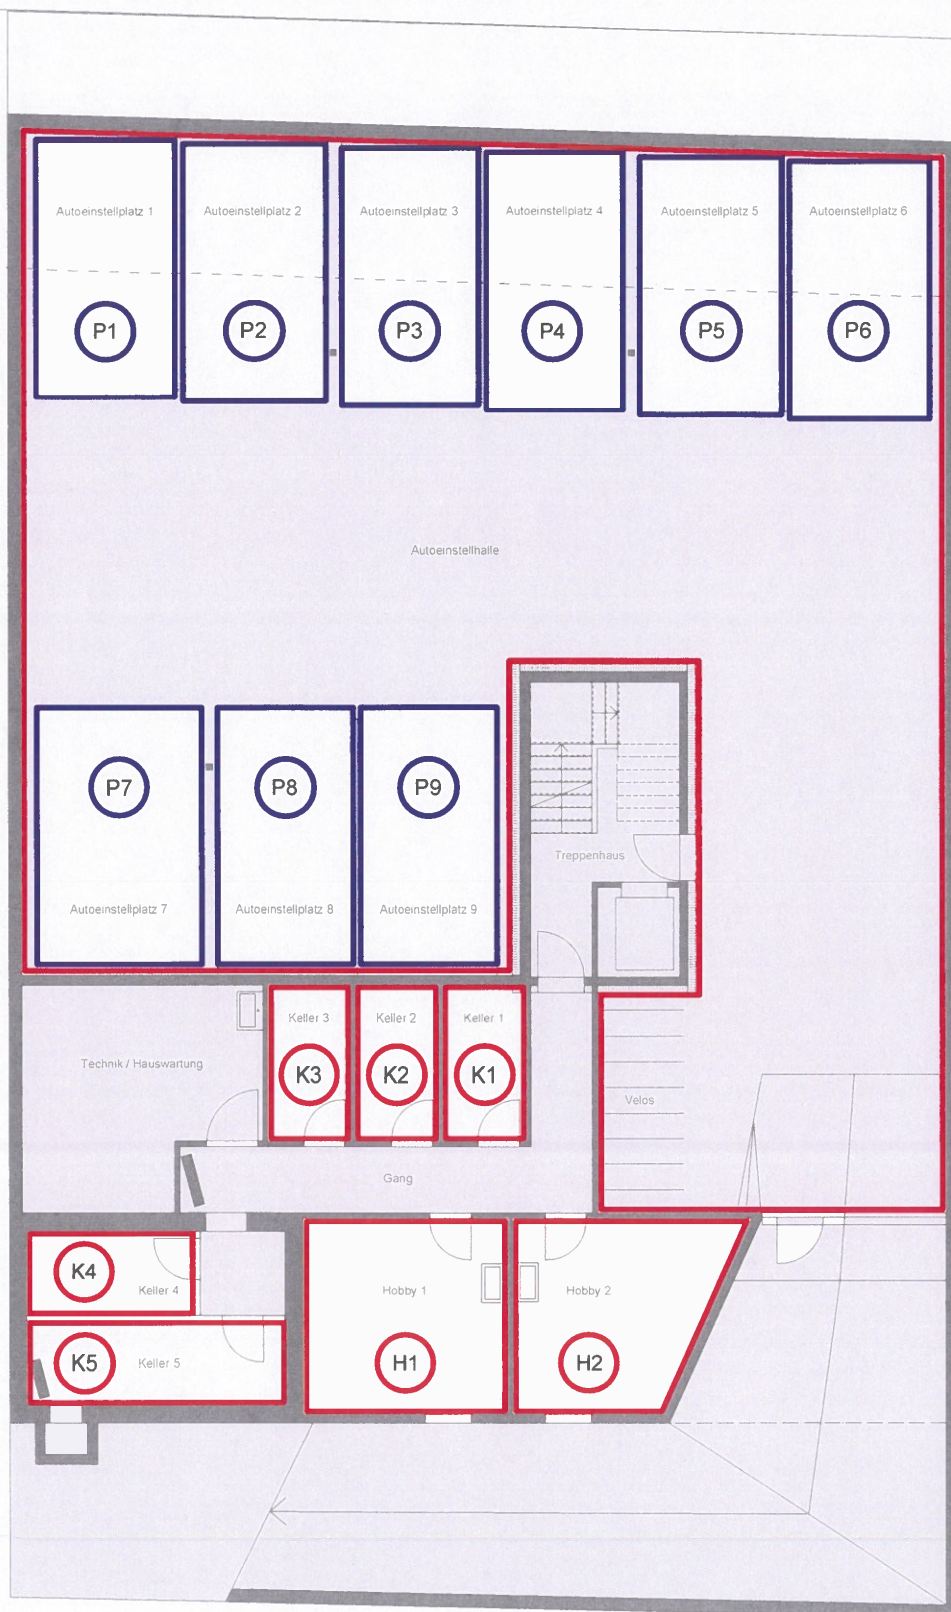 Autoeinstellplatz 1
Autoeinstellplatz 2
Autoeinstellplatz 3
Autoeinstellplatz 4
Autoeinstellplatz 5
Autoeinstellplatz 6
P1
P2
P3
P4
P5
P6
Autoeinstellhalle
P7
P8
P9
Treppenhaus
Autoeinstellplatz 7
Autoeinstellplatz 8
Autoeinstellplatz 9
Keller 3
Keller 2
Keller 1
Technik / Hauswartung
K3
K2
K1
Velos
Gang
K4
Keller 4
Hobby 1
Hobby 2
K5
Keller 5
H1
H2